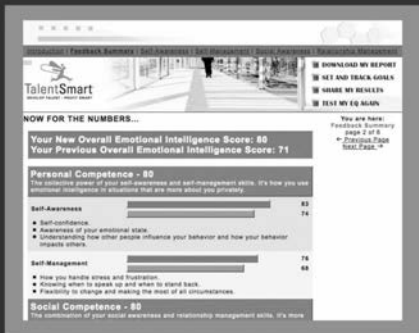 Introduction | Feedback Summary | Self-Awareness | Self-Management | Social Awareness | Relationship Management
TalentSmart
DEVELOP TALENT · PROFIT SMART
DOWNLOAD MY REPORT
SET AND TRACK GOALS
SHARE MY RESULTS
TEST MY EQ AGAIN
NOW FOR THE NUMBERS...
You are here:
Feedback Summary
page 2 of 6
Previous Page
Next Page
Your New Overall Emotional Intelligence Score: 80
Your Previous Overall Emotional Intelligence Score: 71
Personal Competence - 80
The collective power of your self-awareness and self-management skills. It's how you use
emotional intelligence in situations that are more about you privately.
Self-Awareness
83
74
Self-confidence.
Awareness of your emotional state.
Understanding how other people influence your behavior and how your behavior
impacts others.
Self-Management
76
68
How you handle stress and frustration.
Knowing when to speak up and when to stand back.
Flexibility to change and making the most of all circumstances.
Social Competence - 80
The combination of your social awareness and relationship management skills. It's more